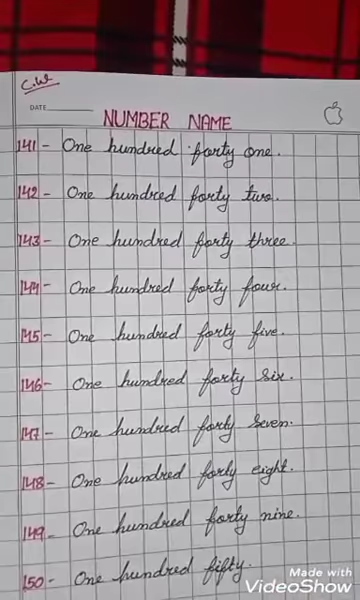 C.W
DATE
NUMBER NAME
141 - One hundred forty one.
142 - One hundred forty two.
143 - One hundred forty three.
144 - One hundred forty four.
145 - One hundred forty five.
146 - One hundred forty six.
147 - One hundred forty seven.
148 - One hundred forty eight.
149 - One hundred forty nine.
150 - One hundred fifty.
Made with
VideoShow